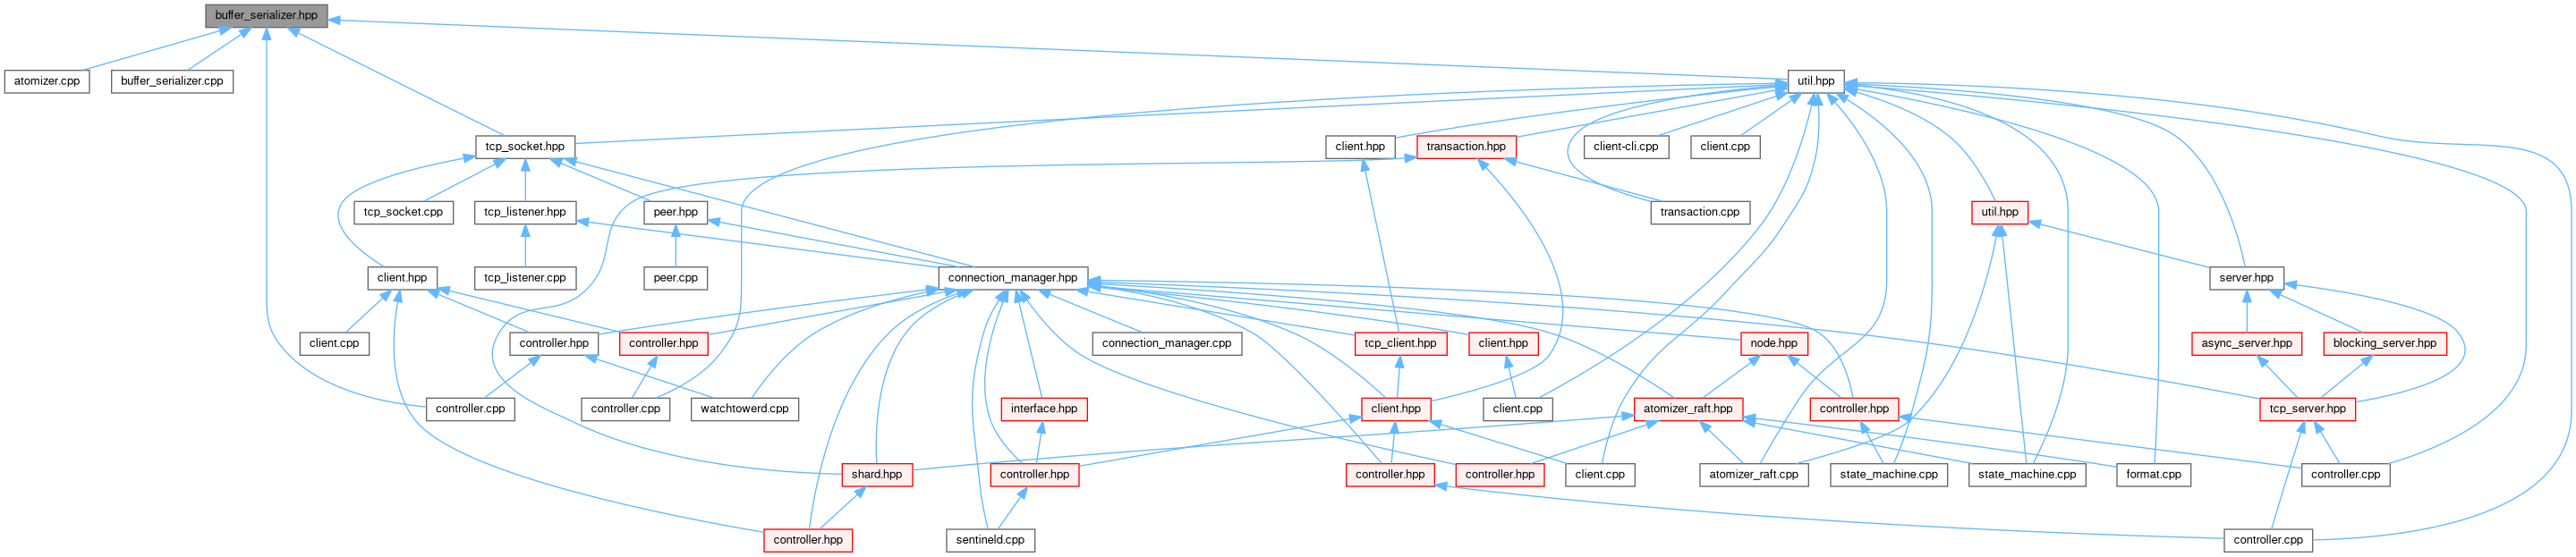 buffer_serializer.hpp
atomizer.cpp
buffer_serializer.cpp
util.hpp
tcp_socket.hpp
client.hpp
transaction.hpp
client-cli.cpp
client.cpp
tcp_socket.cpp
tcp_listener.hpp
peer.hpp
transaction.cpp
util.hpp
client.hpp
tcp_listener.cpp
peer.cpp
connection_manager.hpp
server.hpp
client.cpp
controller.hpp
controller.hpp
connection_manager.cpp
tcp_client.hpp
client.hpp
node.hpp
async_server.hpp
blocking_server.hpp
controller.cpp
controller.cpp
watchtowerd.cpp
interface.hpp
client.hpp
client.cpp
atomizer_raft.hpp
controller.hpp
tcp_server.hpp
shard.hpp
controller.hpp
controller.hpp
controller.hpp
client.cpp
atomizer_raft.cpp
state_machine.cpp
state_machine.cpp
format.cpp
controller.cpp
controller.hpp
sentineld.cpp
controller.cpp